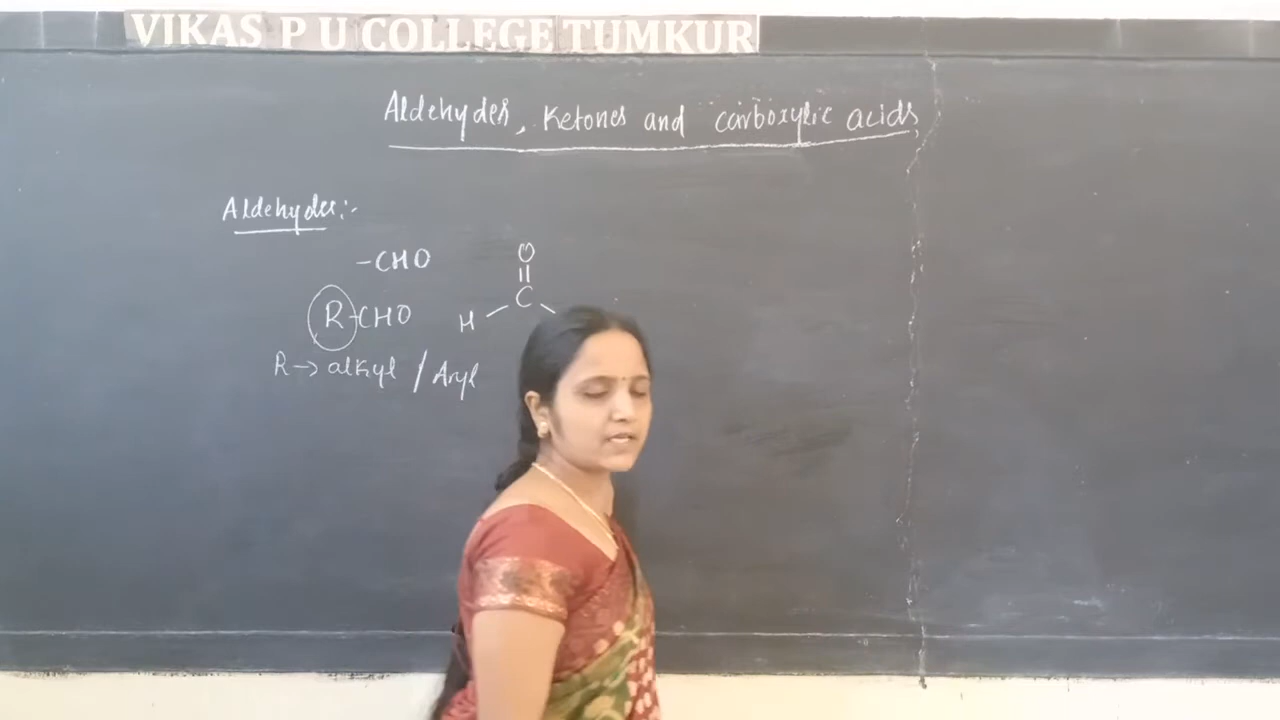 VIKAS P U COLLEGE TUMKUR
Aldehydes, Ketones and carboxylic acids
Aldehydes:-
-CHO
O
||
C
R-CHO
H
R→ alkyl / Aryl